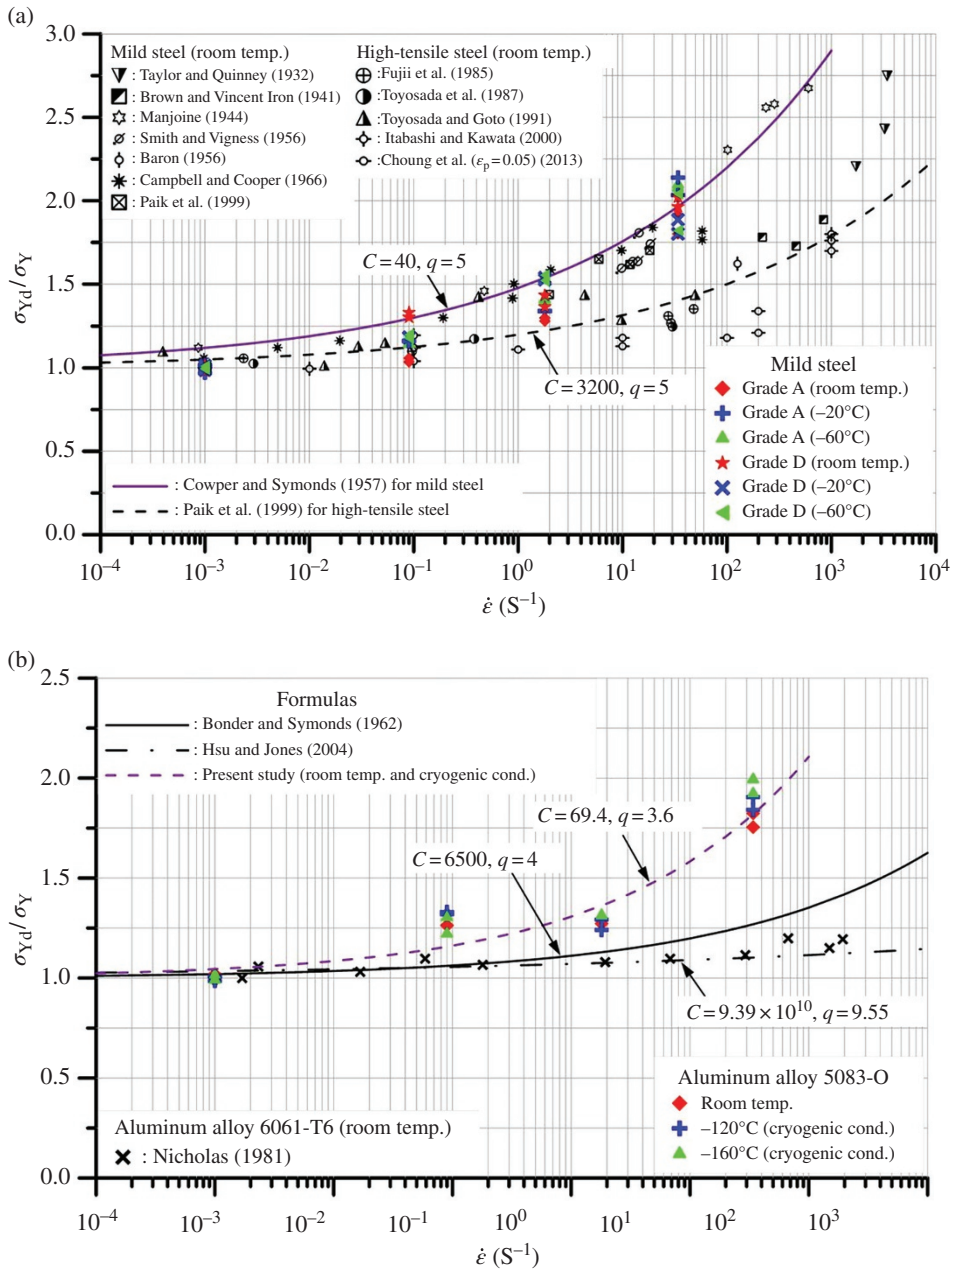 (a)
3.0
2.5
2.0
1.5
1.0
0.5
0.0
σYd/σY
Mild steel (room temp.)
: Taylor and Quinney (1932)
: Brown and Vincent Iron (1941)
: Manjoine (1944)
: Smith and Vigness (1956)
: Baron (1956)
: Campbell and Cooper (1966)
: Paik et al. (1999)
High-tensile steel (room temp.)
:Fujii et al. (1985)
:Toyosada et al. (1987)
:Toyosada and Goto (1991)
: Itabashi and Kawata (2000)
:Choung et al. (εp=0.05) (2013)
C=40, q=5
C=3200, q=5
Mild steel
Grade A (room temp.)
Grade A (–20°C)
Grade A (–60°C)
Grade D (room temp.)
Grade D (–20°C)
Grade D (–60°C)
: Cowper and Symonds (1957) for mild steel
: Paik et al. (1999) for high-tensile steel
10⁻⁴ 10⁻³ 10⁻² 10⁻¹ 10⁰ 10¹ 10² 10³ 10⁴
ε̇ (S⁻¹)
(b)
2.5
2.0
1.5
1.0
0.5
0.0
σYd/σY
Formulas
: Bonder and Symonds (1962)
: Hsu and Jones (2004)
: Present study (room temp. and cryogenic cond.)
C=69.4, q=3.6
C=6500, q=4
C=9.39×10¹⁰, q=9.55
Aluminum alloy 5083-O
Room temp.
–120°C (cryogenic cond.)
–160°C (cryogenic cond.)
Aluminum alloy 6061-T6 (room temp.)
: Nicholas (1981)
10⁻⁴ 10⁻³ 10⁻² 10⁻¹ 10⁰ 10¹ 10² 10³
ε̇ (S⁻¹)